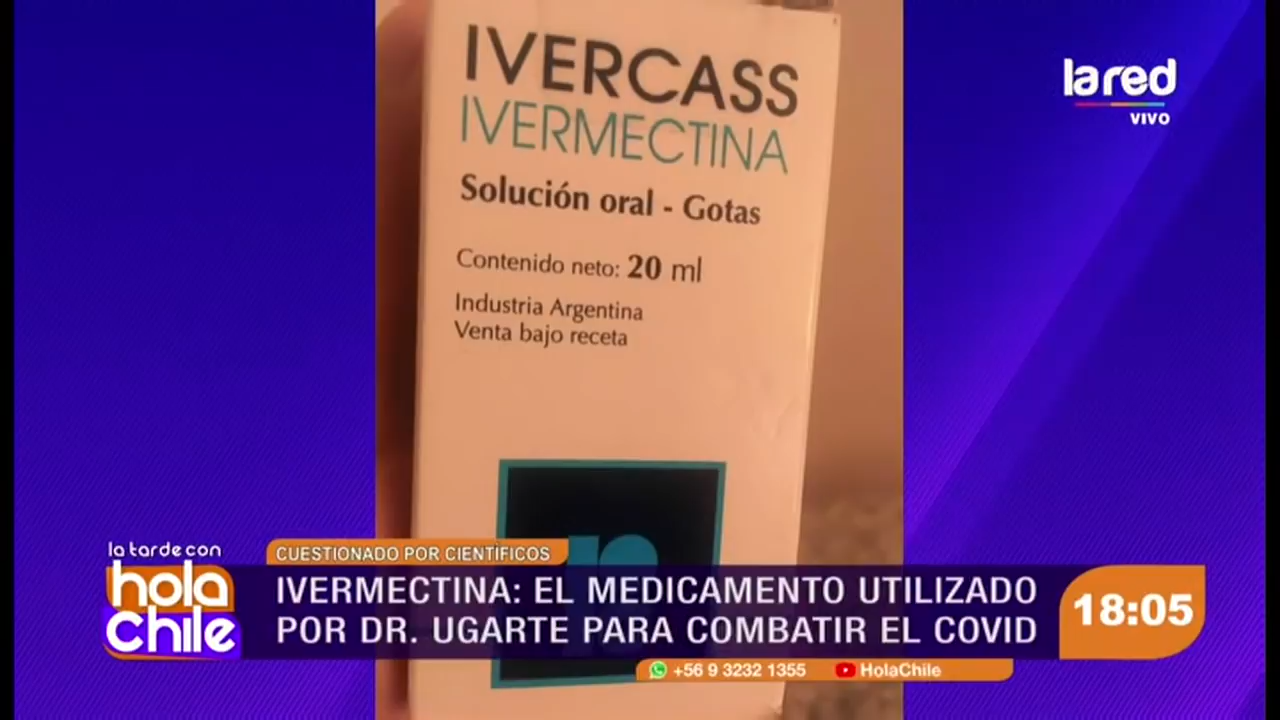 IVERCASS
IVERMECTINA
Solución oral - Gotas
Contenido neto: 20 ml
Industria Argentina
Venta bajo receta
la red
VIVO
la tarde con
hola
chile
CUESTIONADO POR CIENTÍFICOS
IVERMECTINA: EL MEDICAMENTO UTILIZADO
POR DR. UGARTE PARA COMBATIR EL COVID
18:05
+56 9 3232 1355 HolaChile